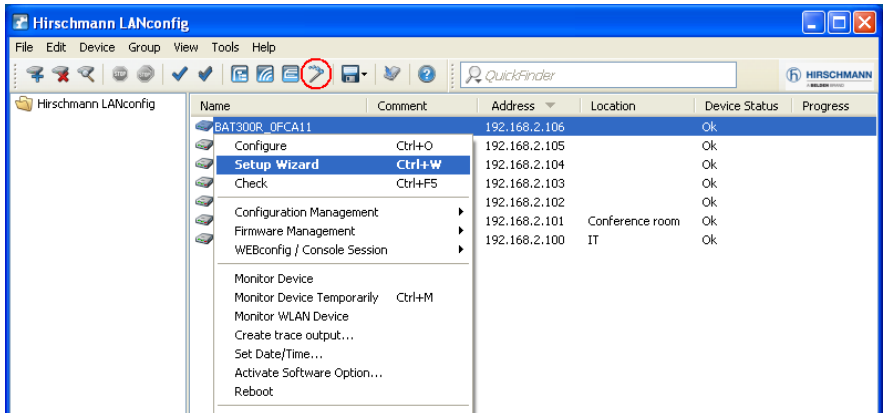 Hirschmann LANconfig
File Edit Device Group View Tools Help
QuickFinder
HIRSCHMANN
A BELDEN BRAND
Hirschmann LANconfig
Name Comment Address Location Device Status Progress
BAT300R_0FCA11 192.168.2.106 Ok
Configure Ctrl+O 192.168.2.105 Ok
Setup Wizard Ctrl+W 192.168.2.104 Ok
Check Ctrl+F5 192.168.2.103 Ok
192.168.2.102 Ok
Configuration Management 192.168.2.101 Conference room Ok
Firmware Management 192.168.2.100 IT Ok
WEBconfig / Console Session
Monitor Device
Monitor Device Temporarily Ctrl+M
Monitor WLAN Device
Create trace output...
Set Date/Time...
Activate Software Option...
Reboot